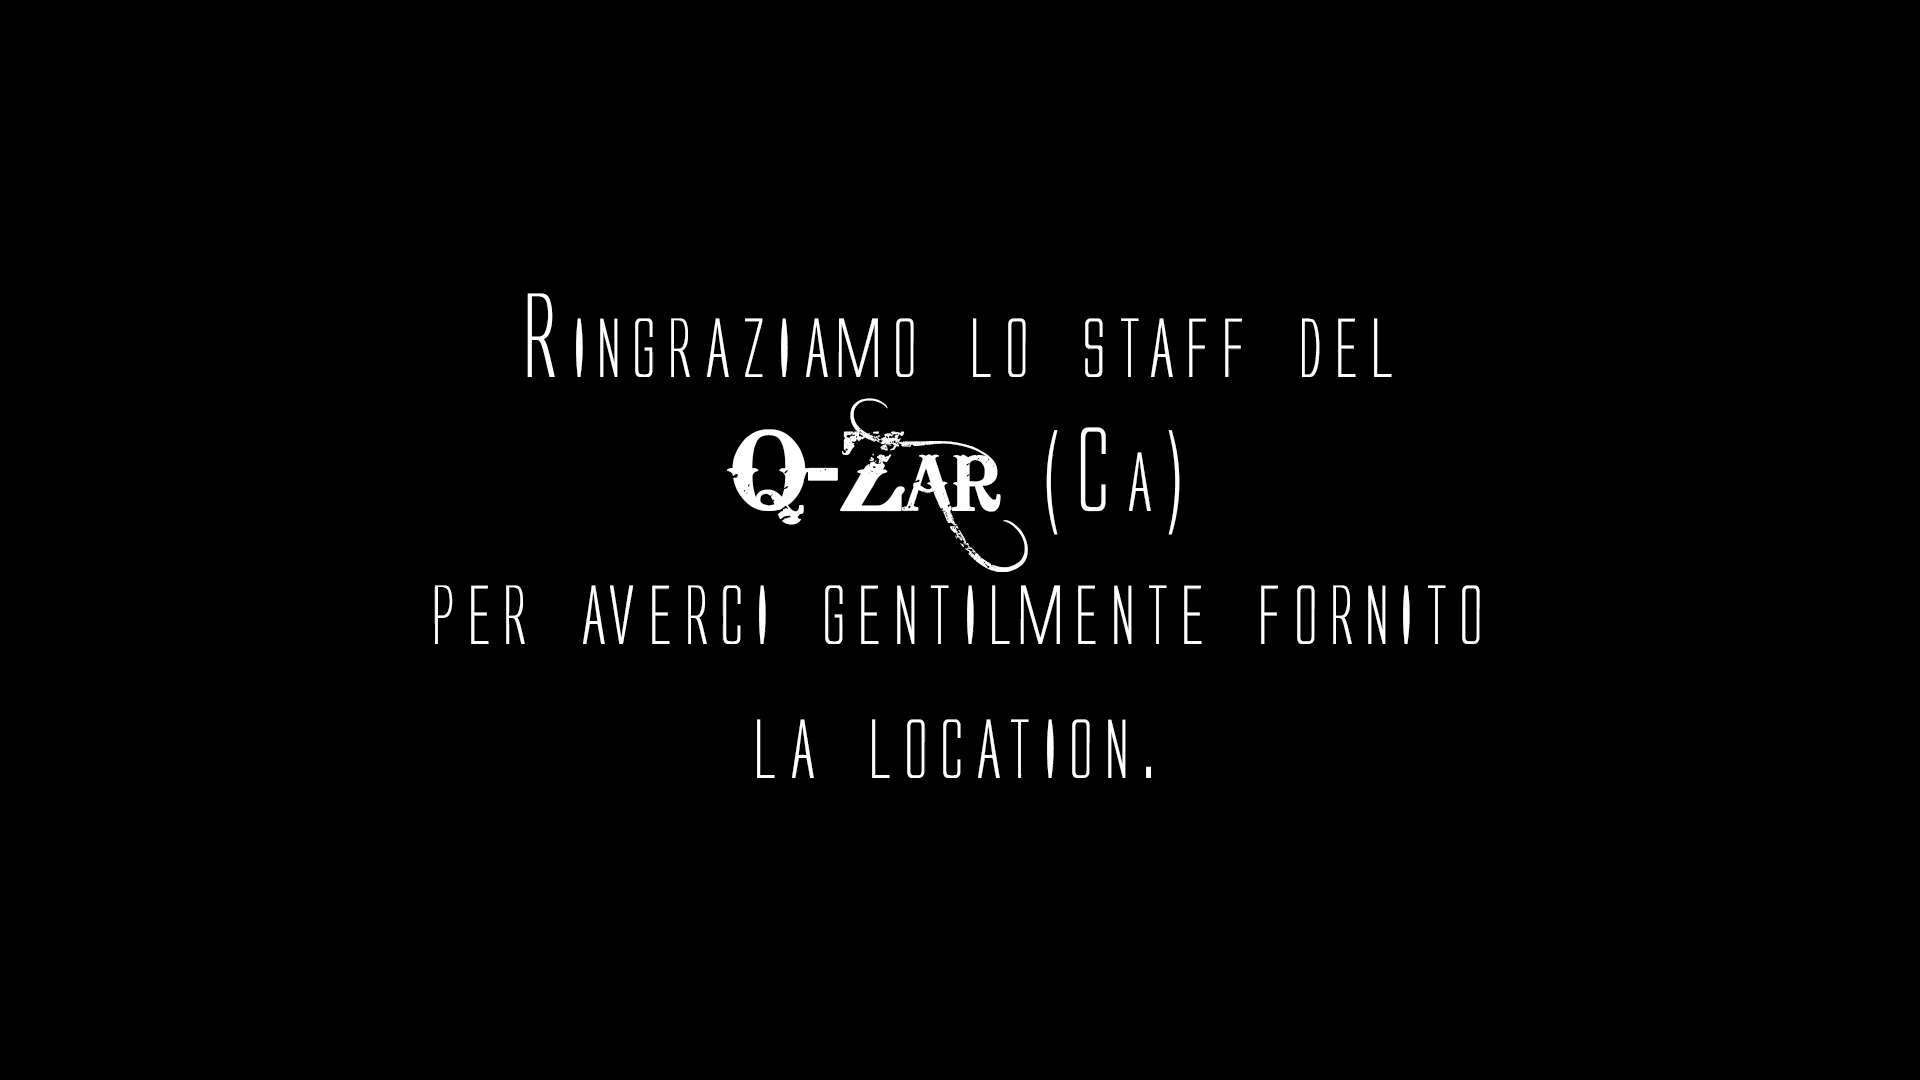 Ringraziamo lo staff del
Q-Zar (Ca)
per averci gentilmente fornito
la location.